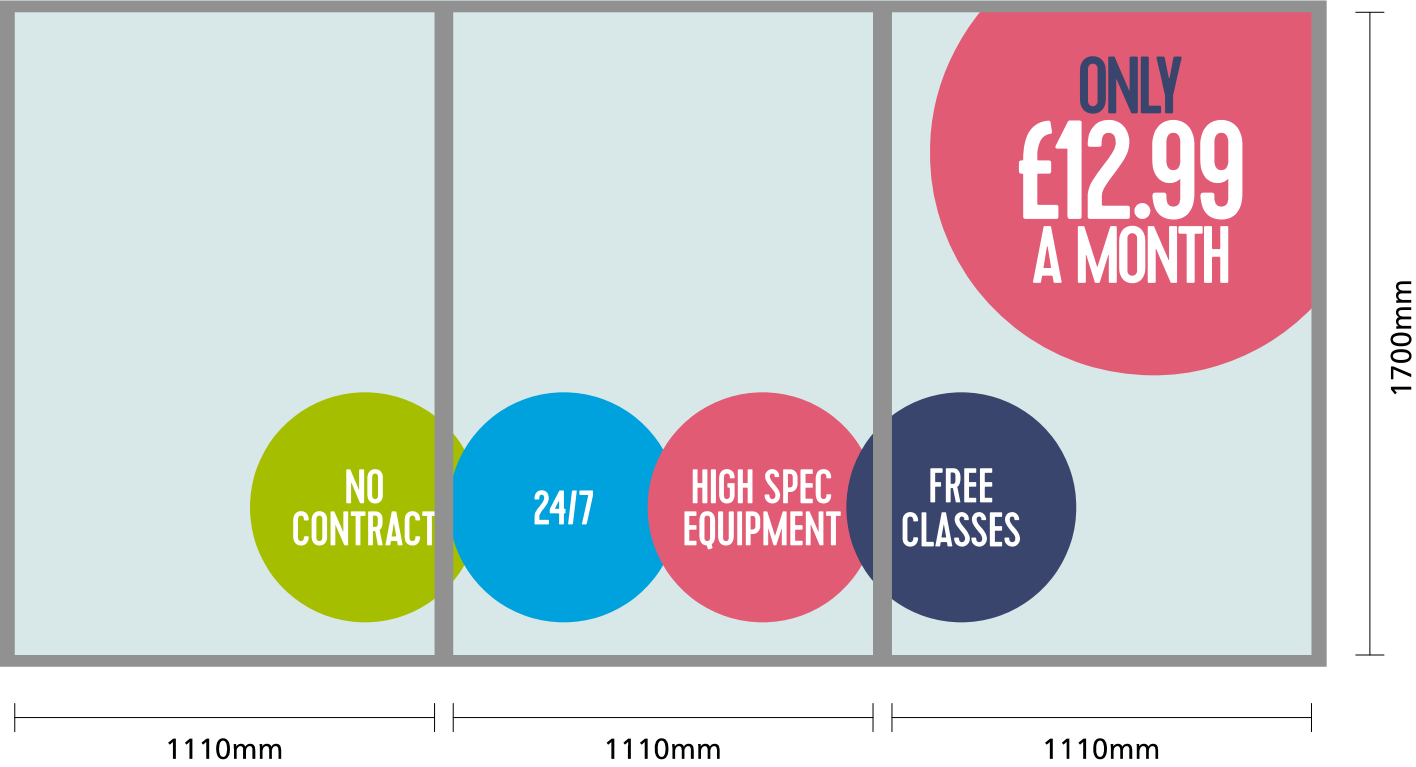 ONLY
£12.99
A MONTH
NO
CONTRACT
24/7
HIGH SPEC
EQUIPMENT
FREE
CLASSES
1700mm
1110mm
1110mm
1110mm